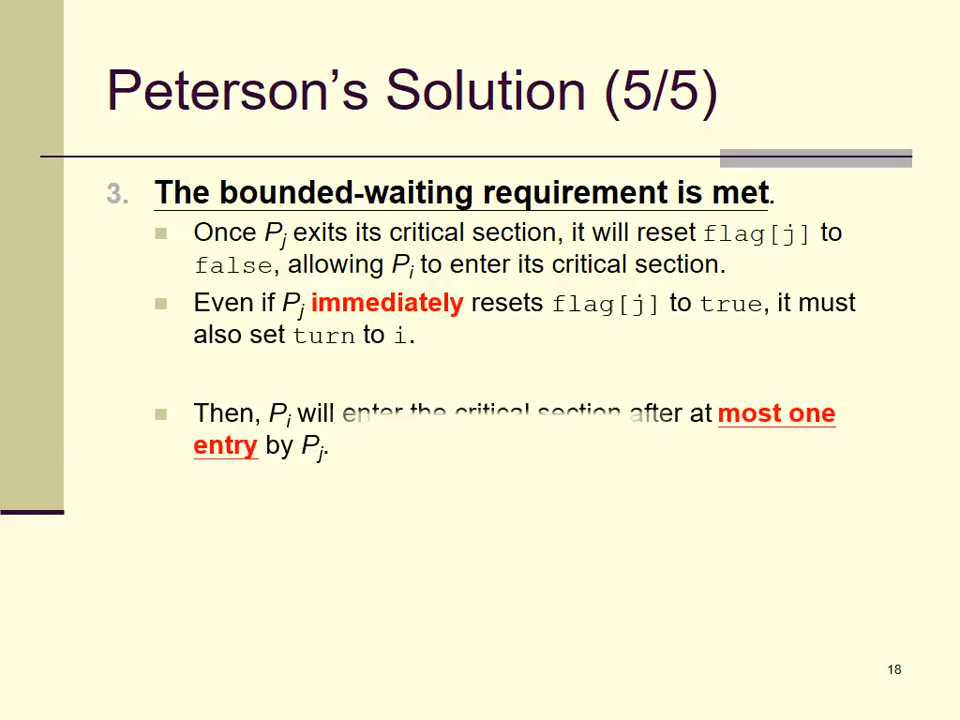 Peterson's Solution (5/5)
3. The bounded-waiting requirement is met.
Once Pj exits its critical section, it will reset flag[j] to
false, allowing Pi to enter its critical section.
Even if Pj immediately resets flag[j] to true, it must
also set turn to i.
Then, Pi will enter the critical section after at most one
entry by Pj.
18